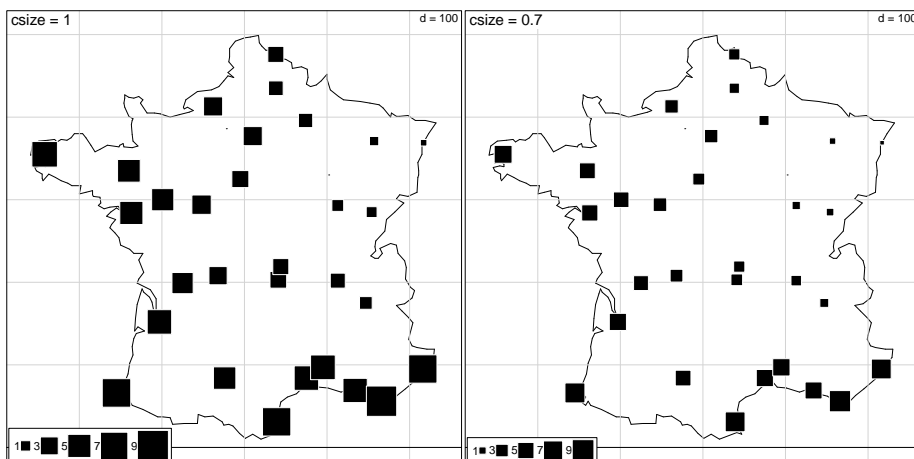 csize = 1
d = 100
1 3 5 7 9
csize = 0.7
d = 100
1 3 5 7 9